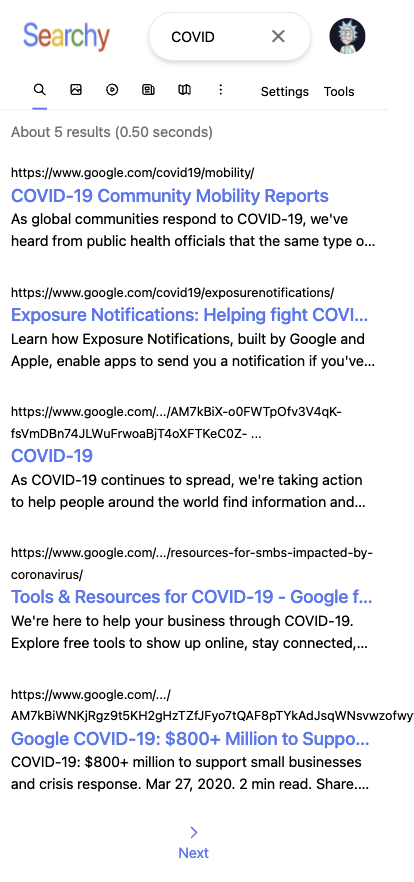 Searchy
COVID
Settings Tools
About 5 results (0.50 seconds)
https://www.google.com/covid19/mobility/
COVID-19 Community Mobility Reports
As global communities respond to COVID-19, we've
heard from public health officials that the same type o...
https://www.google.com/covid19/exposurenotifications/
Exposure Notifications: Helping fight COVI...
Learn how Exposure Notifications, built by Google and
Apple, enable apps to send you a notification if you've...
https://www.google.com/.../AM7kBiX-o0FWTpOfv3V4qK-
fsVmDBn74JLWuFrwoaBjT4oXFTKeC0Z- ...
COVID-19
As COVID-19 continues to spread, we're taking action
to help people around the world find information and...
https://www.google.com/.../resources-for-smbs-impacted-by-
coronavirus/
Tools & Resources for COVID-19 - Google f...
We're here to help your business through COVID-19.
Explore free tools to show up online, stay connected,...
https://www.google.com/.../
AM7kBiWNKjRgz9t5KH2gHzTZfJFyo7tQAF8pTYkAdJsqWNsvwzofwy
Google COVID-19: $800+ Million to Suppo...
COVID-19: $800+ million to support small businesses
and crisis response. Mar 27, 2020. 2 min read. Share....
Next